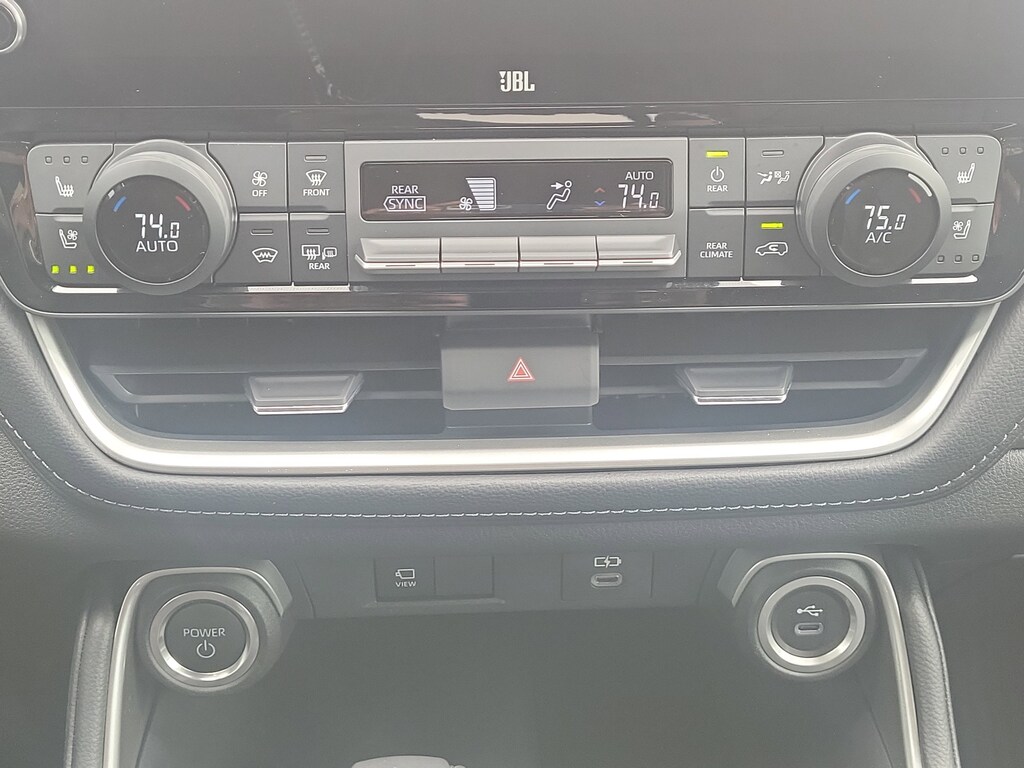 JBL
74.0
AUTO
OFF
FRONT
REAR
REAR
SYNC
AUTO
74.0
REAR
REAR
CLIMATE
75.0
A/C
VIEW
POWER